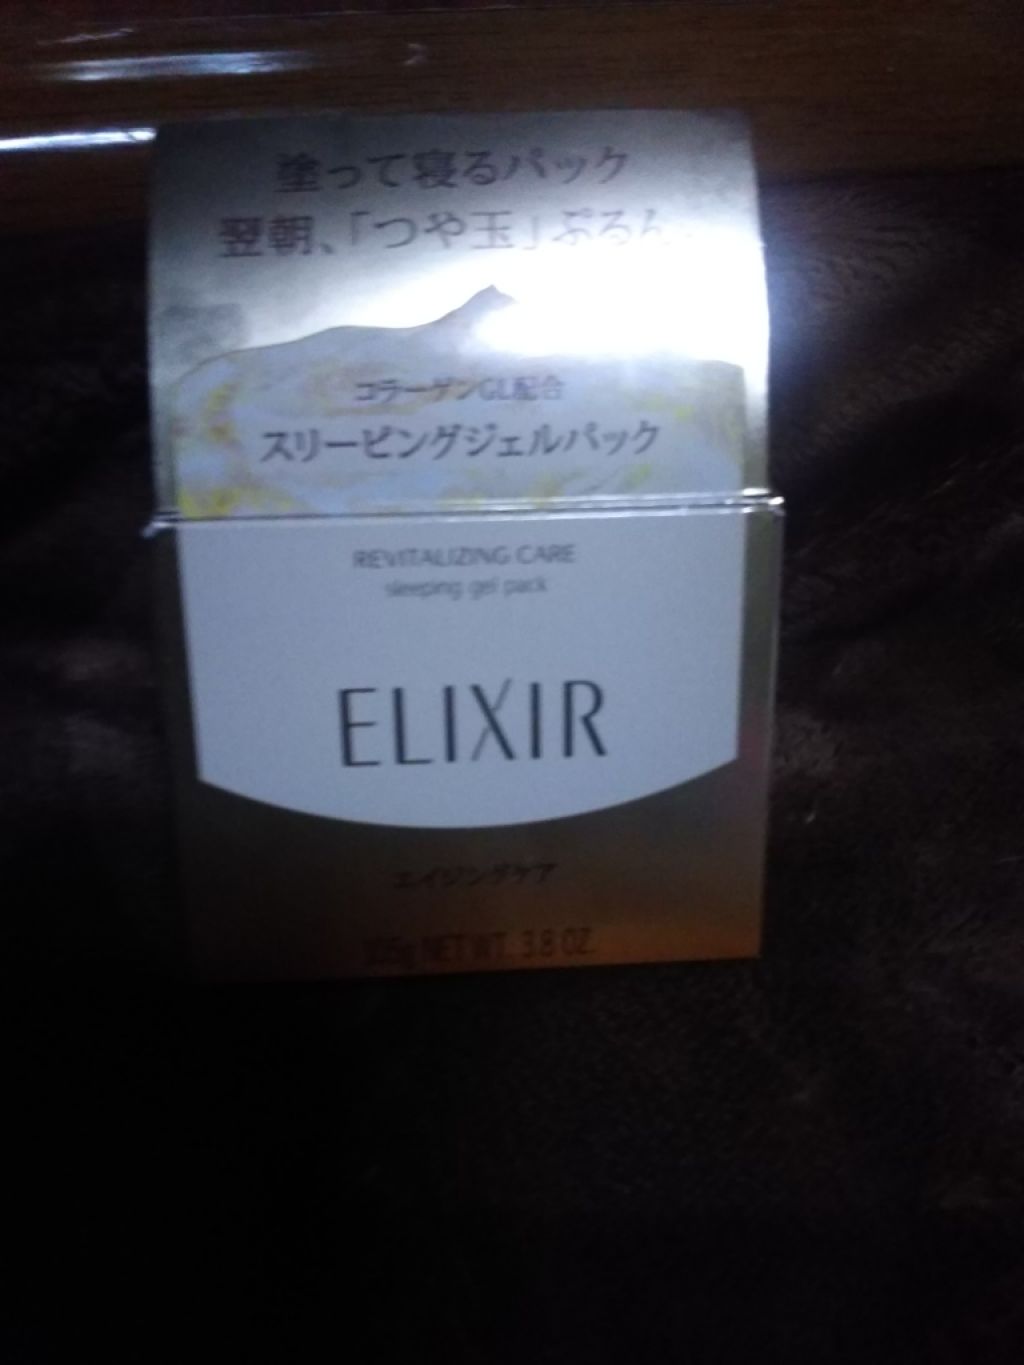 塗って寝るパック
翌朝、「つや玉」ぷるん。
コラーゲンGL配合
スリーピングジェルパック
REVITALIZING CARE
sleeping gel pack
ELIXIR
エイジングケア
105g NET WT. 3.8 OZ.